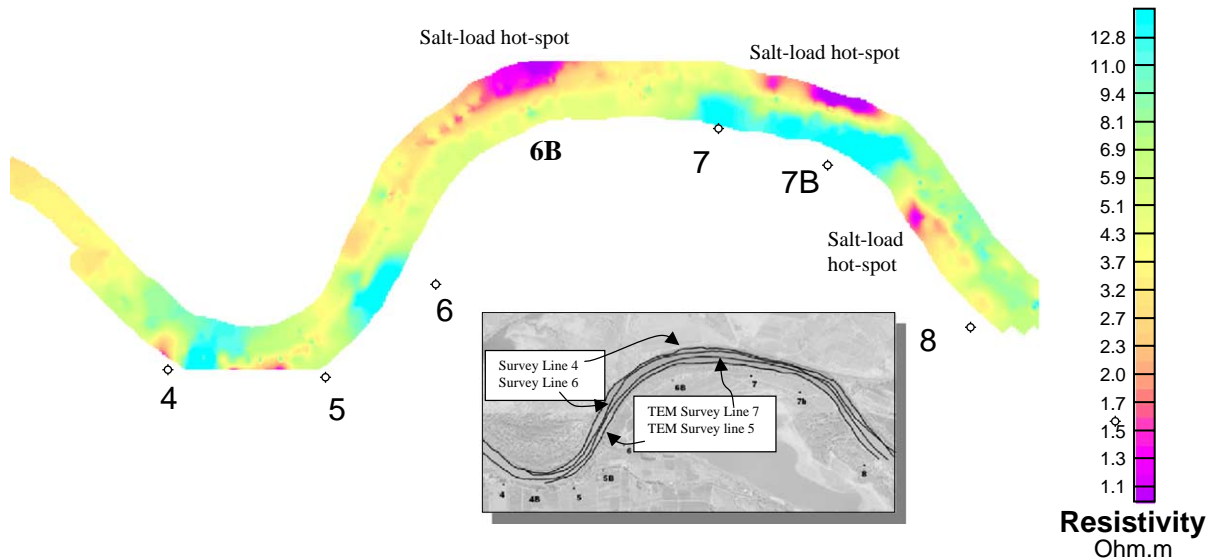 Salt-load hot-spot
Salt-load hot-spot
6B
7
7B
Salt-load
hot-spot
6
8
4
5
Survey Line 4
Survey Line 6
TEM Survey Line 7
TEM Survey line 5
6B
7
7b
6
5B
8
4
4B
5
12.8
11.0
9.4
8.1
6.9
5.9
5.1
4.3
3.7
3.2
2.7
2.3
2.0
1.7
1.5
1.3
1.1
Resistivity
Ohm.m